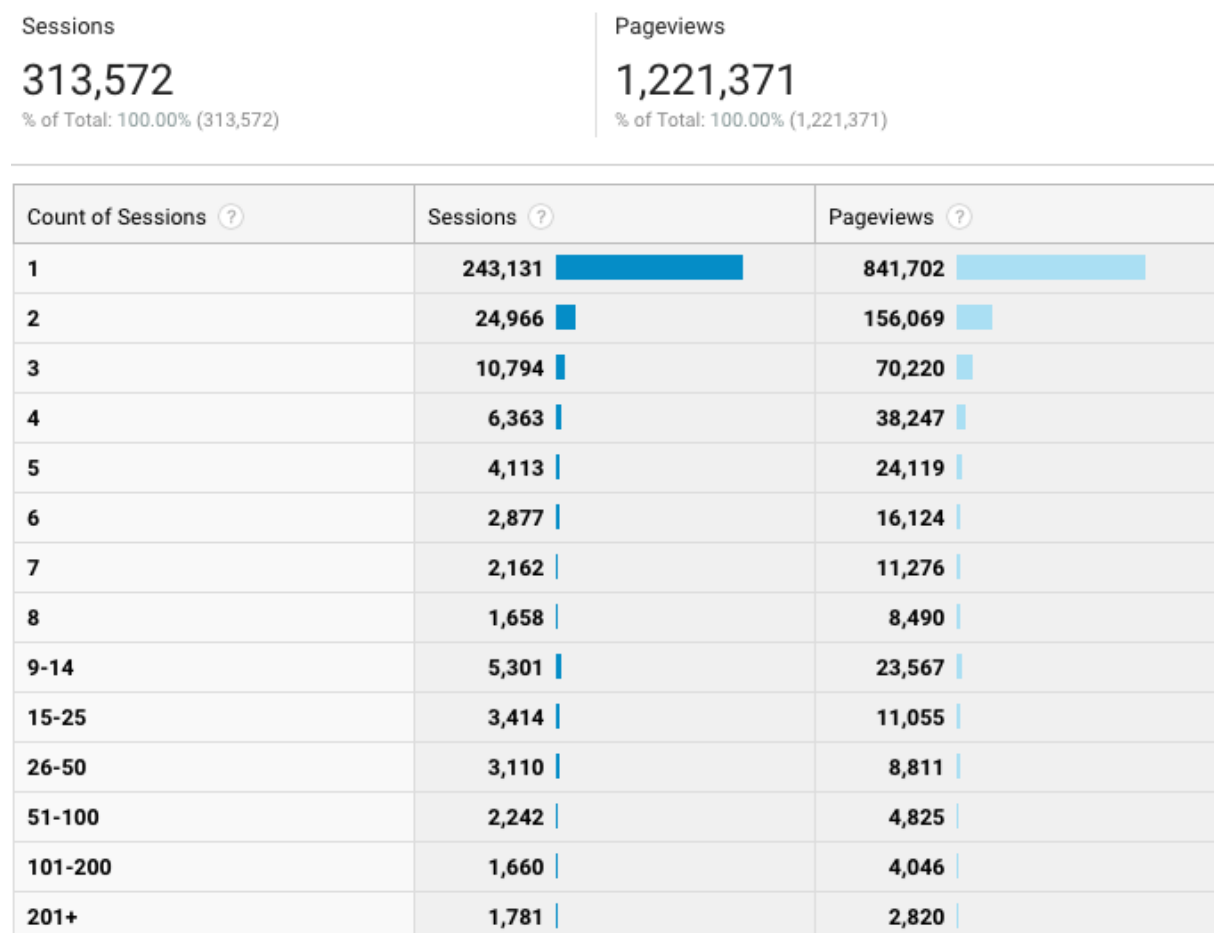 Sessions Pageviews
313,572 1,221,371
% of Total: 100.00% (313,572) % of Total: 100.00% (1,221,371)
Count of Sessions ? Sessions ? Pageviews ?
1 243,131 841,702
2 24,966 156,069
3 10,794 70,220
4 6,363 38,247
5 4,113 24,119
6 2,877 16,124
7 2,162 11,276
8 1,658 8,490
9-14 5,301 23,567
15-25 3,414 11,055
26-50 3,110 8,811
51-100 2,242 4,825
101-200 1,660 4,046
201+ 1,781 2,820